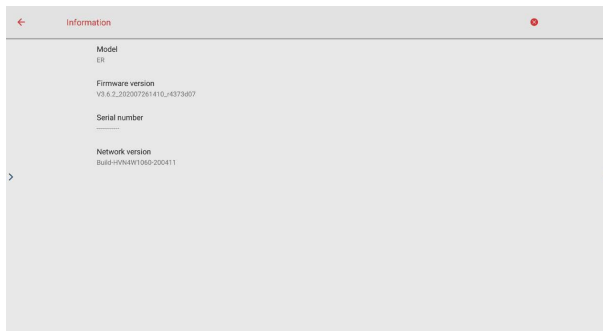 Information
Model
ER
Firmware version
V3.6.2_202007261410_r4373d07
Serial number
-----------
Network version
Build-HVN4W1060-200411